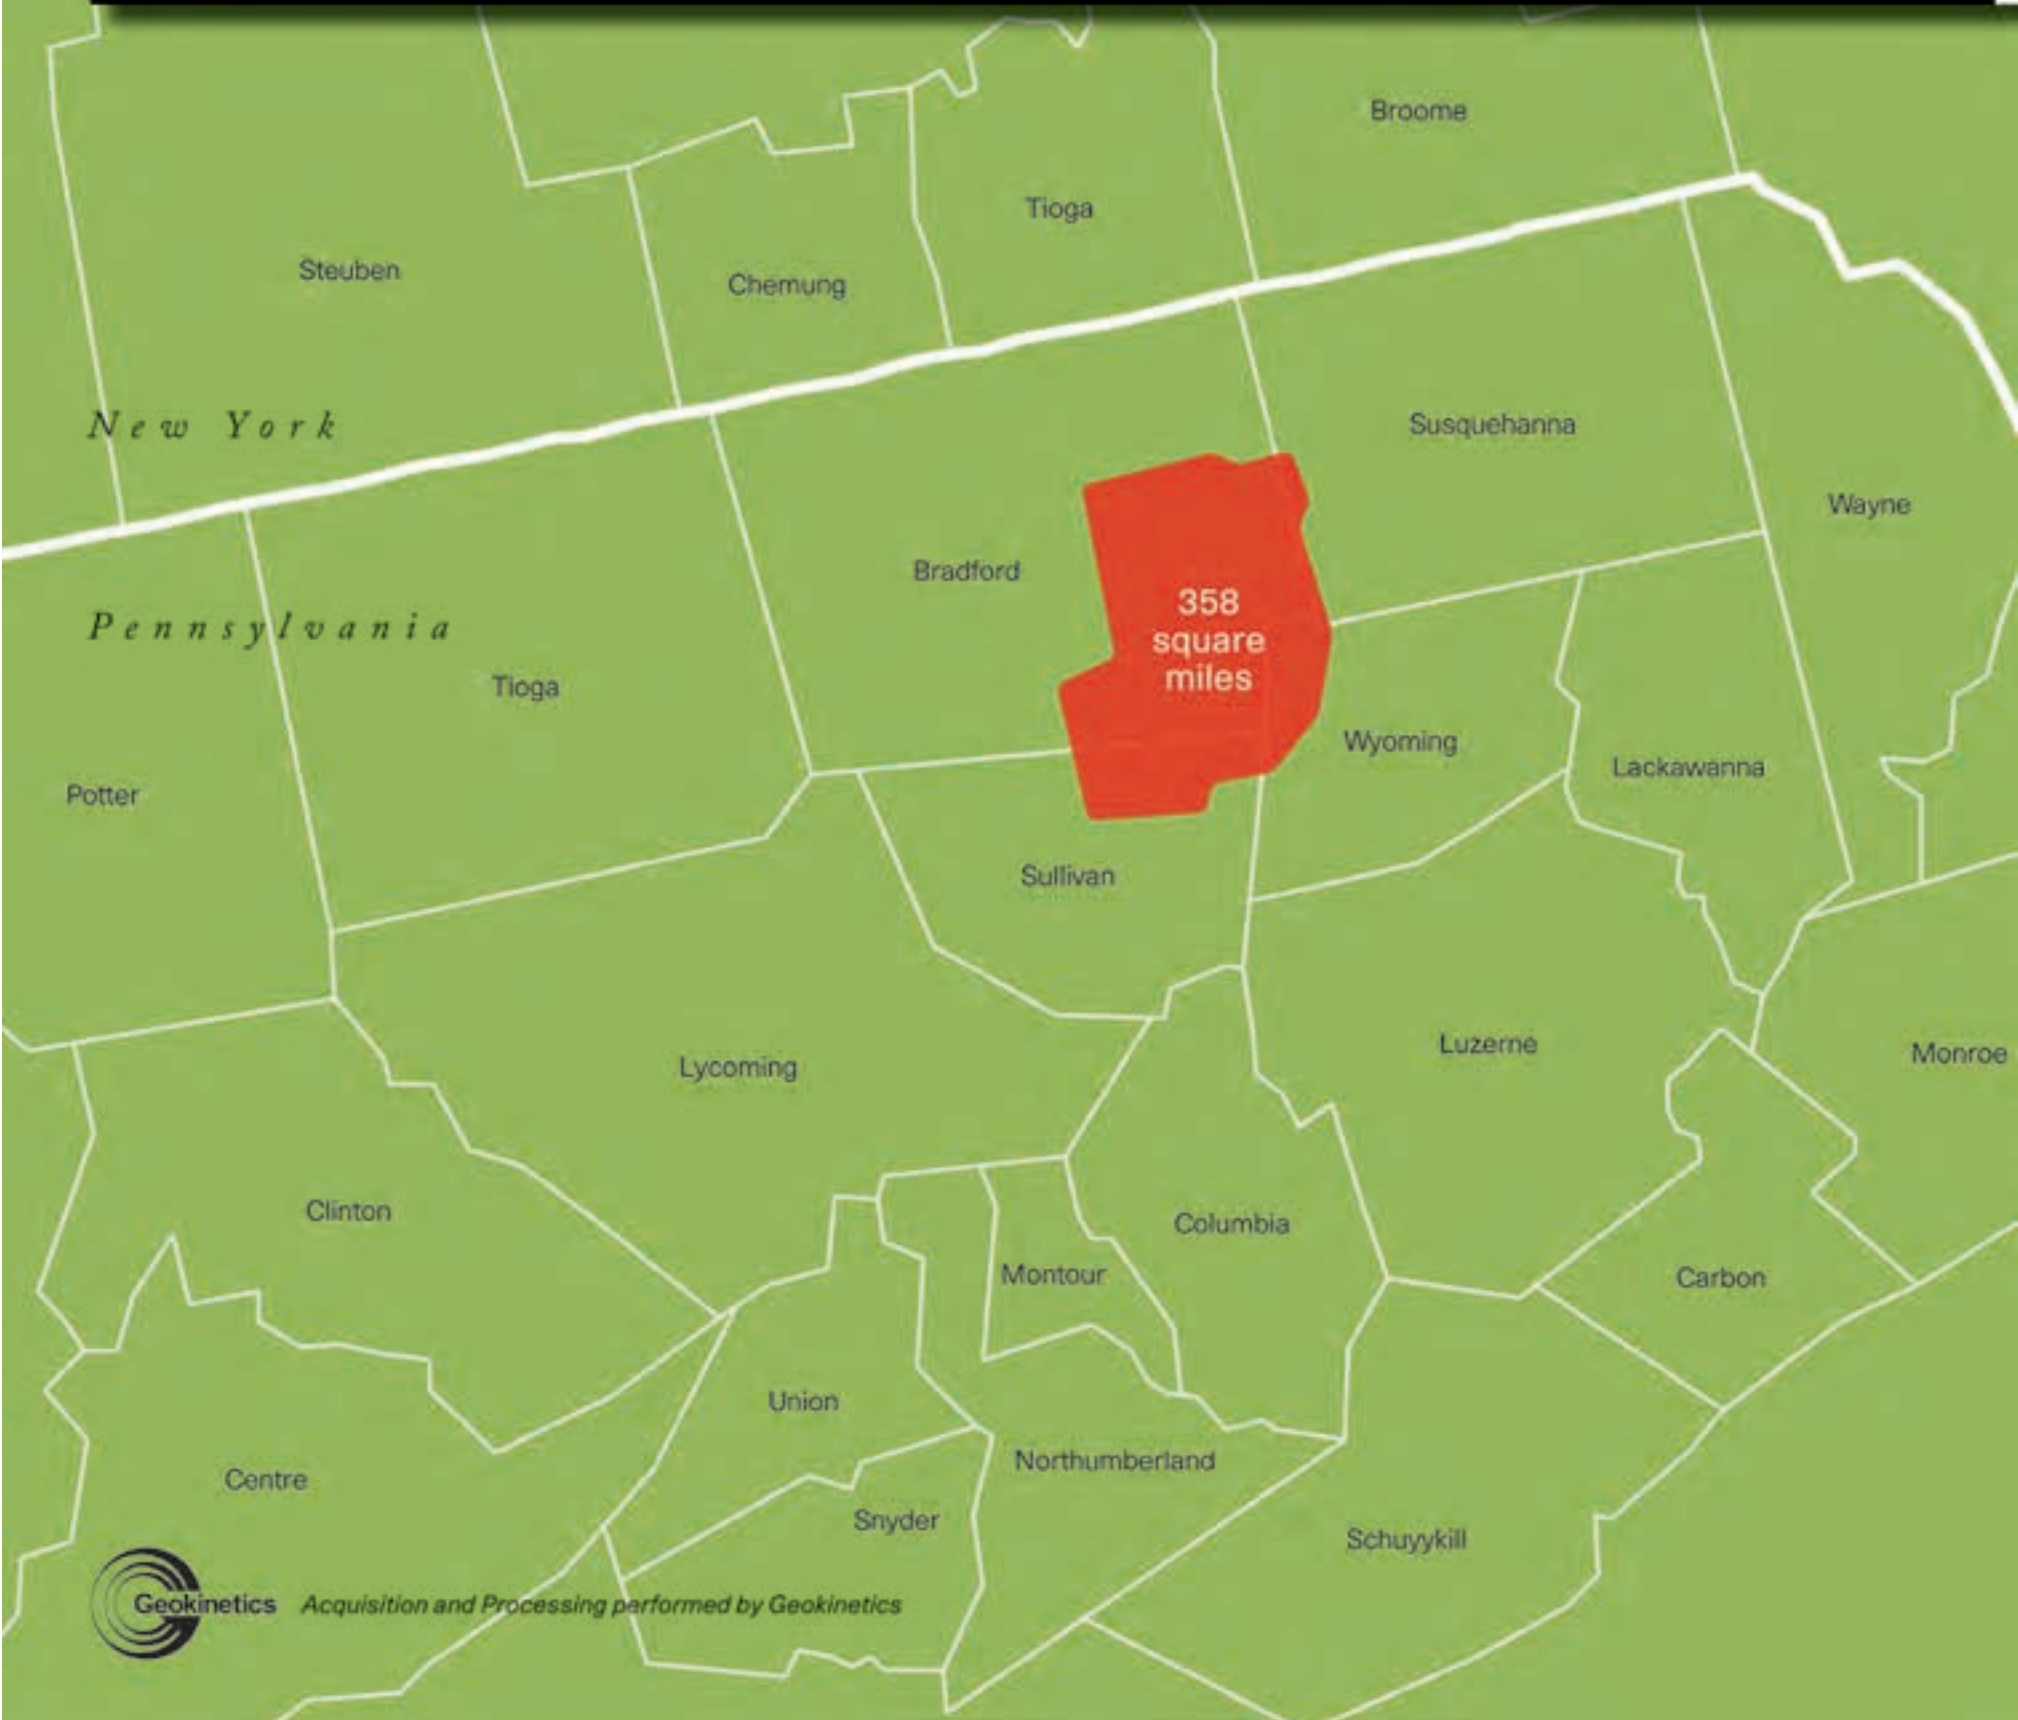 Broome
Tioga
Steuben
Chemung
New York
Susquehanna
Wayne
Bradford
358
square
miles
Pennsylvania
Tioga
Wyoming
Lackawanna
Potter
Sullivan
Luzerne
Monroe
Lycoming
Clinton
Columbia
Montour
Carbon
Union
Northumberland
Centre
Snyder
Schuyykill
Geokinetics Acquisition and Processing performed by Geokinetics